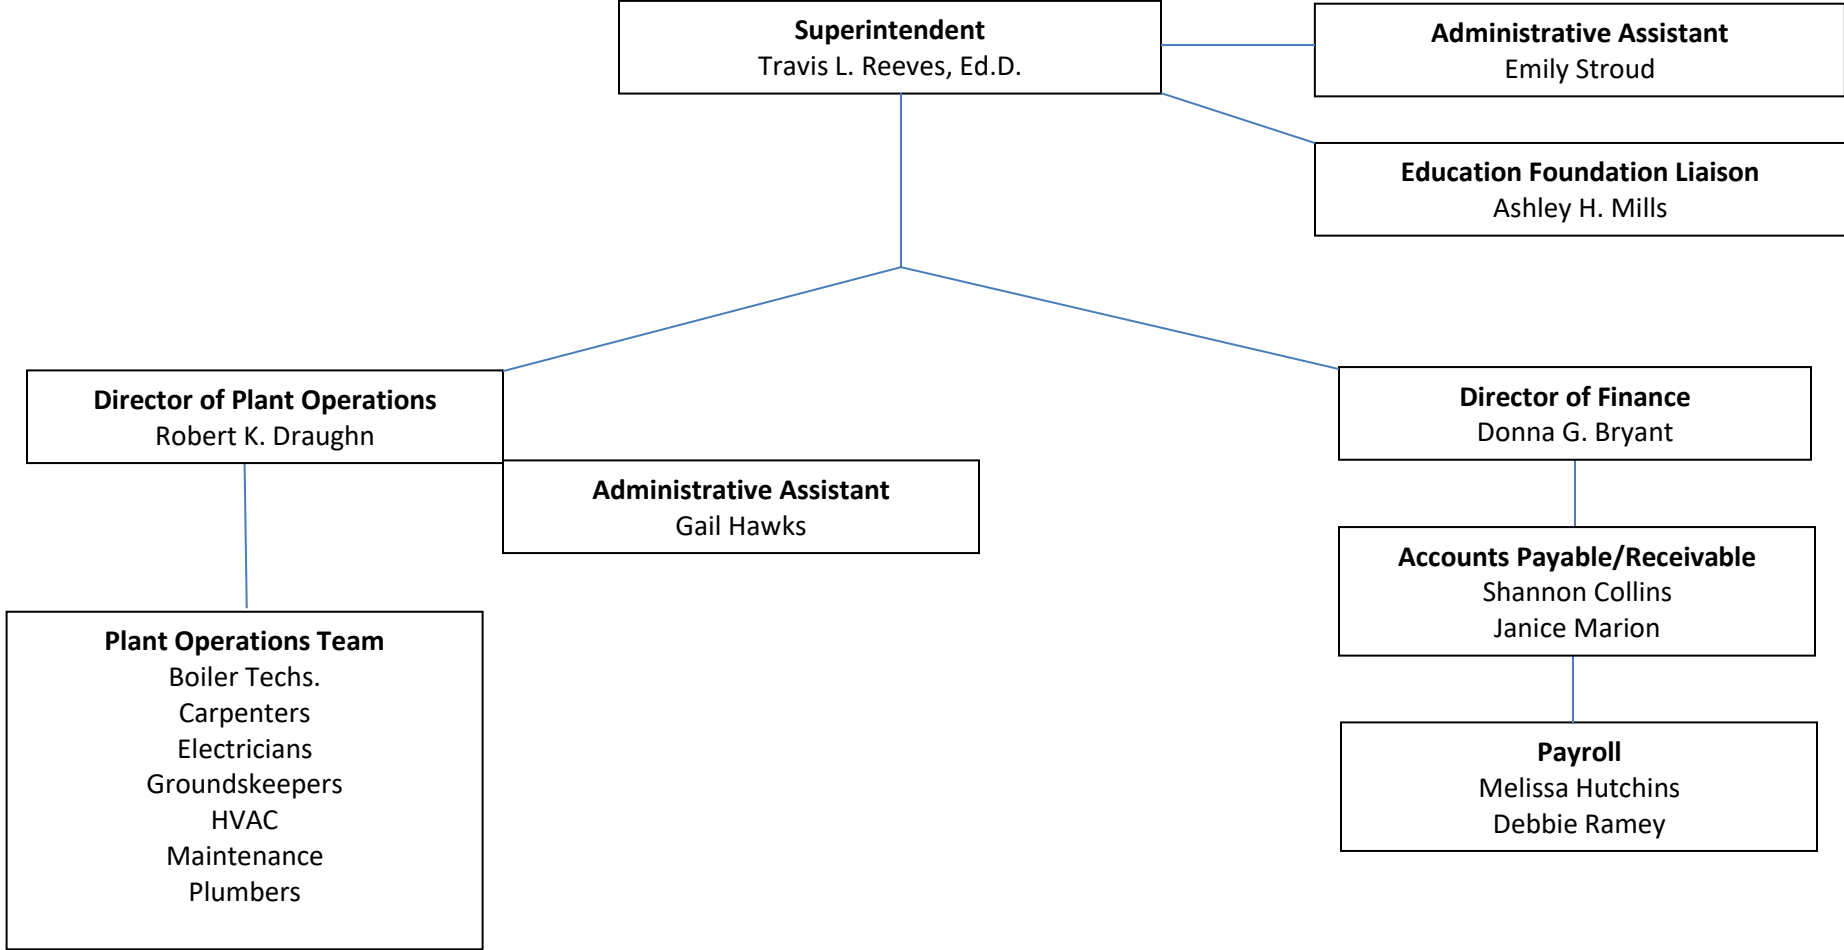 Superintendent
Travis L. Reeves, Ed.D.
Administrative Assistant
Emily Stroud
Education Foundation Liaison
Ashley H. Mills
Director of Plant Operations
Robert K. Draughn
Administrative Assistant
Gail Hawks
Plant Operations Team
Boiler Techs.
Carpenters
Electricians
Groundskeepers
HVAC
Maintenance
Plumbers
Director of Finance
Donna G. Bryant
Accounts Payable/Receivable
Shannon Collins
Janice Marion
Payroll
Melissa Hutchins
Debbie Ramey